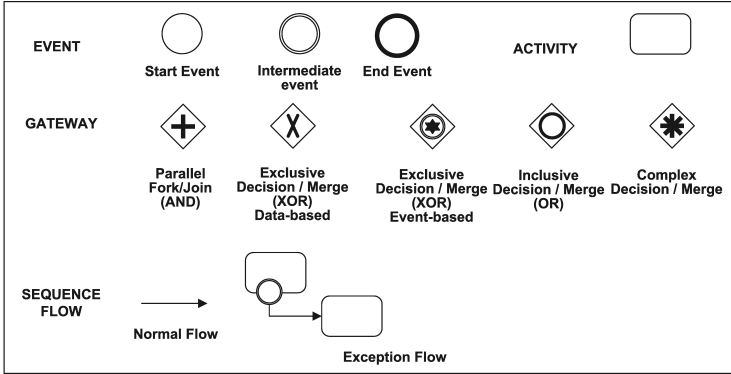 EVENT
Start Event
Intermediate
event
End Event
ACTIVITY
GATEWAY
Parallel
Fork/Join
(AND)
Exclusive
Decision / Merge
(XOR)
Data-based
Exclusive
Decision / Merge
(XOR)
Event-based
Inclusive
Decision / Merge
(OR)
Complex
Decision / Merge
SEQUENCE
FLOW
Normal Flow
Exception Flow